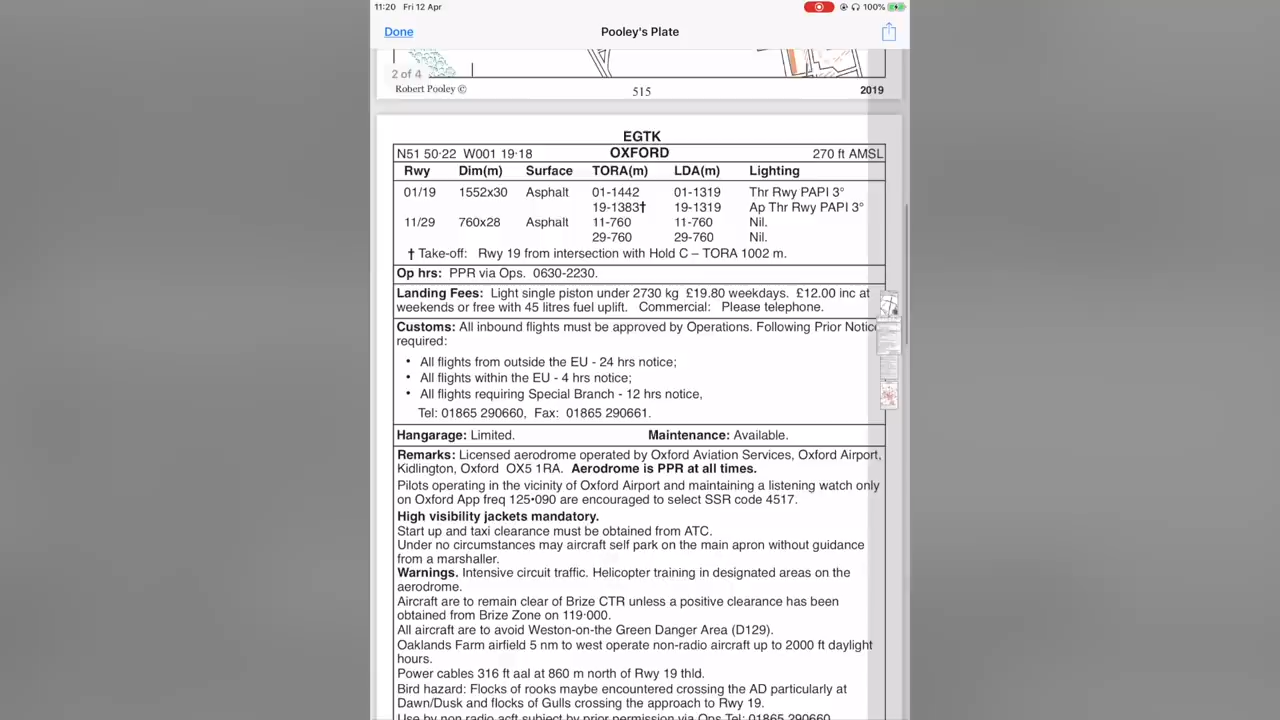 11:20 Fri 12 Apr 100%
Done Pooley's Plate
2 of 4
Robert Pooley © 515 2019
EGTK
N51 50·22 W001 19·18 OXFORD 270 ft AMSL
Rwy Dim(m) Surface TORA(m) LDA(m) Lighting
01/19 1552x30 Asphalt 01-1442 01-1319 Thr Rwy PAPI 3°
19-1383† 19-1319 Ap Thr Rwy PAPI 3°
11/29 760x28 Asphalt 11-760 11-760 Nil.
29-760 29-760 Nil.
† Take-off: Rwy 19 from intersection with Hold C – TORA 1002 m.
Op hrs: PPR via Ops. 0630-2230.
Landing Fees: Light single piston under 2730 kg £19.80 weekdays. £12.00 inc at
weekends or free with 45 litres fuel uplift. Commercial: Please telephone.
Customs: All inbound flights must be approved by Operations. Following Prior Notice
required:
• All flights from outside the EU - 24 hrs notice;
• All flights within the EU - 4 hrs notice;
• All flights requiring Special Branch - 12 hrs notice,
Tel: 01865 290660, Fax: 01865 290661.
Hangarage: Limited. Maintenance: Available.
Remarks: Licensed aerodrome operated by Oxford Aviation Services, Oxford Airport,
Kidlington, Oxford OX5 1RA. Aerodrome is PPR at all times.
Pilots operating in the vicinity of Oxford Airport and maintaining a listening watch only
on Oxford App freq 125•090 are encouraged to select SSR code 4517.
High visibility jackets mandatory.
Start up and taxi clearance must be obtained from ATC.
Under no circumstances may aircraft self park on the main apron without guidance
from a marshaller.
Warnings. Intensive circuit traffic. Helicopter training in designated areas on the
aerodrome.
Aircraft are to remain clear of Brize CTR unless a positive clearance has been
obtained from Brize Zone on 119·000.
All aircraft are to avoid Weston-on-the Green Danger Area (D129).
Oaklands Farm airfield 5 nm to west operate non-radio aircraft up to 2000 ft daylight
hours.
Power cables 316 ft aal at 860 m north of Rwy 19 thld.
Bird hazard: Flocks of rooks maybe encountered crossing the AD particularly at
Dawn/Dusk and flocks of Gulls crossing the approach to Rwy 19.
Use by non radio acft subject by prior permission via Ops Tel: 01865 290660